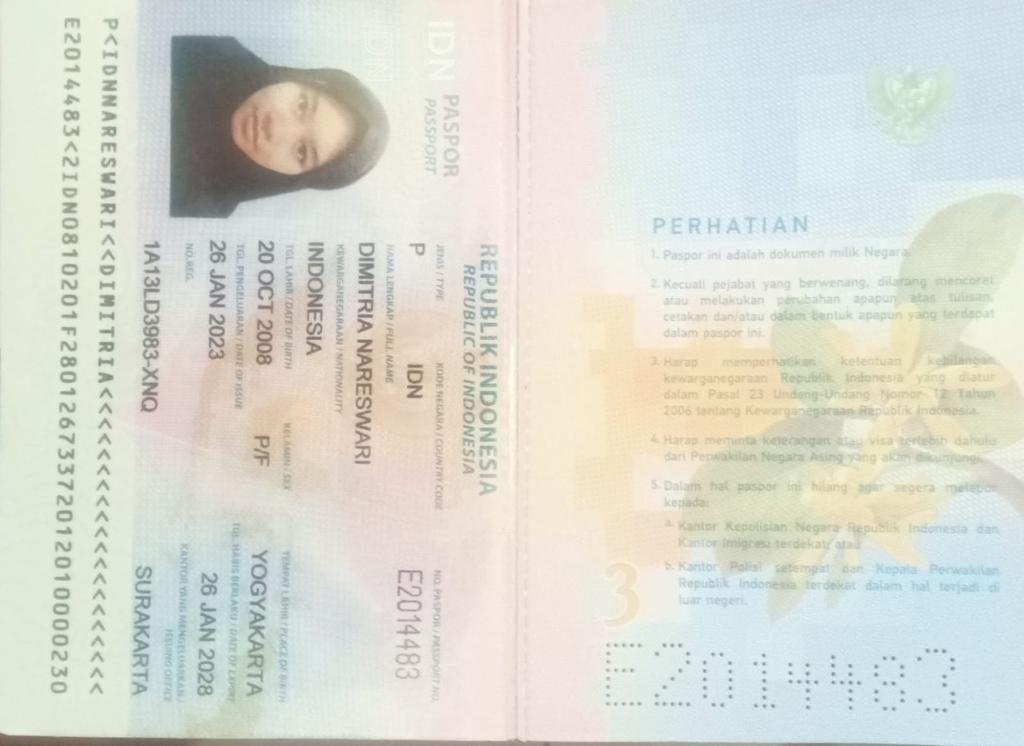 REPUBLIK INDONESIA
REPUBLIC OF INDONESIA
IDN
PASPOR
PASSPORT
IDN
JENIS / TYPE KODE NEGARA / COUNTRY CODE NO. PASPOR / PASSPORT NO.
P IDN E2014483
NAMA LENGKAP / FULL NAME
DIMITRIA NARESWARI
KEWARGANEGARAAN / NATIONALITY
INDONESIA
TGL. LAHIR / DATE OF BIRTH KELAMIN / SEX TEMPAT LAHIR / PLACE OF BIRTH
20 OCT 2008 P/F YOGYAKARTA
TGL. PENGELUARAN / DATE OF ISSUE TGL. HABIS BERLAKU / DATE OF EXPIRY
26 JAN 2023 26 JAN 2028
NO. REG. KANTOR YANG MENGELUARKAN /
ISSUING OFFICE
1A13LD3983-XNQ SURAKARTA
P<IDNNARESWARI<<DIMITRIA<<<<<<<<<<<<<<<<<<<<
E2014483<2IDN0810201F28012673372012010000230
PERHATIAN
1. Paspor ini adalah dokumen milik Negara.
2. Kecuali pejabat yang berwenang, dilarang mencoret
atau melakukan perubahan apapun atas tulisan,
cetakan dan/atau dalam bentuk apapun yang terdapat
dalam paspor ini.
3. Harap memperhatikan ketentuan kehilangan
kewarganegaraan Republik Indonesia yang diatur
dalam Pasal 23 Undang-Undang Nomor 12 Tahun
2006 tentang Kewarganegaraan Republik Indonesia.
4. Harap meminta keterangan atau visa terlebih dahulu
dari Perwakilan Negara Asing yang akan dikunjungi.
5. Dalam hal paspor ini hilang agar segera melapor
kepada:
a. Kantor Kepolisian Negara Republik Indonesia dan
Kantor Imigrasi terdekat; atau
b. Kantor Polisi setempat dan Kepala Perwakilan
Republik Indonesia terdekat dalam hal terjadi di
luar negeri.
3
E2014483